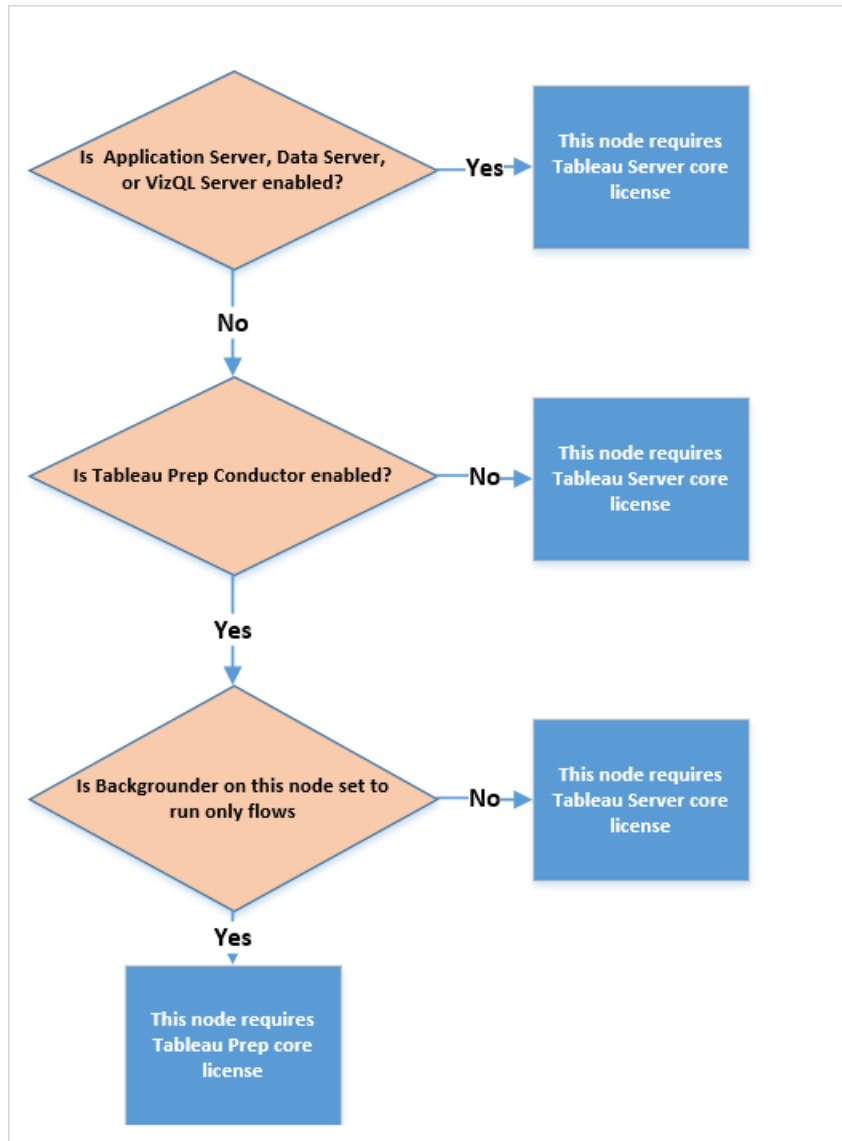 Is Application Server, Data Server,
or VizQL Server enabled?
Yes
This node requires
Tableau Server core
license
No
Is Tableau Prep Conductor enabled?
No
This node requires
Tableau Server core
license
Yes
Is Backgrounder on this node set to
run only flows
No
This node requires
Tableau Server core
license
Yes
This node requires
Tableau Prep core
license